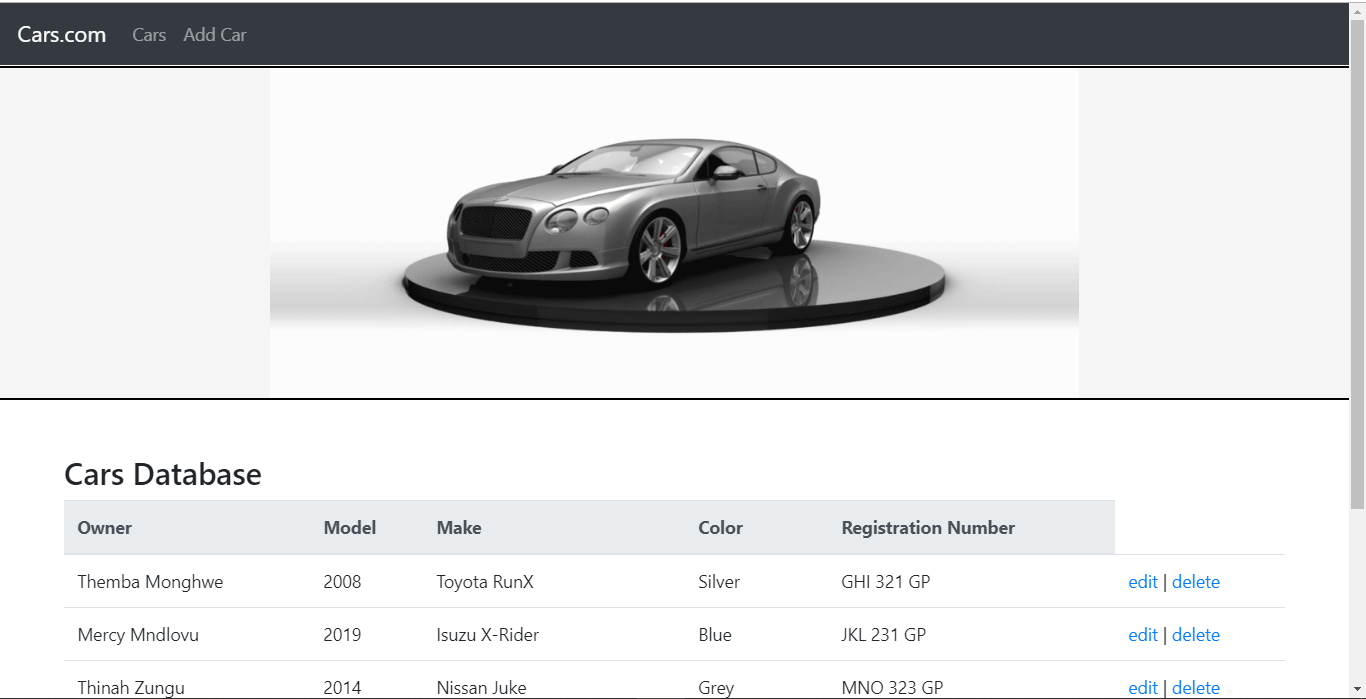 Cars.com Cars Add Car
Cars Database
Owner Model Make Color Registration Number
Themba Monghwe 2008 Toyota RunX Silver GHI 321 GP edit | delete
Mercy Mndlovu 2019 Isuzu X-Rider Blue JKL 231 GP edit | delete
Thinah Zungu 2014 Nissan Juke Grey MNO 323 GP edit | delete